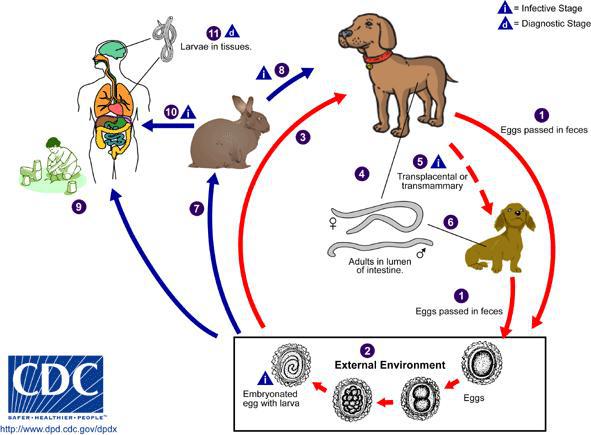 i = Infective Stage
d = Diagnostic Stage
11 d
Larvae in tissues.
i 8
10 i
3
1
Eggs passed in feces
5 i
Transplacental or
transmammary
4
9
7
6
♀
♂
Adults in lumen
of intestine.
1
Eggs passed in feces
2
External Environment
i
Embryonated
egg with larva
Eggs
CDC
SAFER•HEALTHIER•PEOPLE™
http://www.dpd.cdc.gov/dpdx